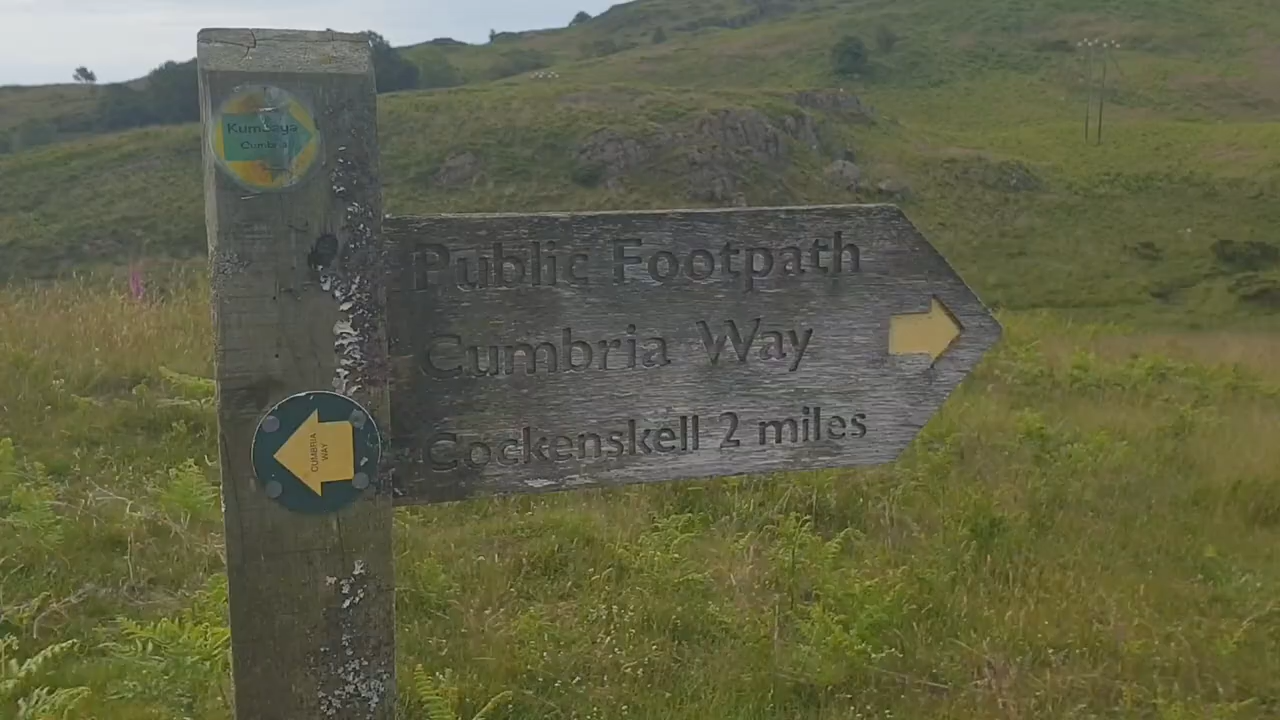 Kumbaya
Cumbria
Public Footpath
Cumbria Way
Cockenskell 2 miles
CUMBRIA
WAY